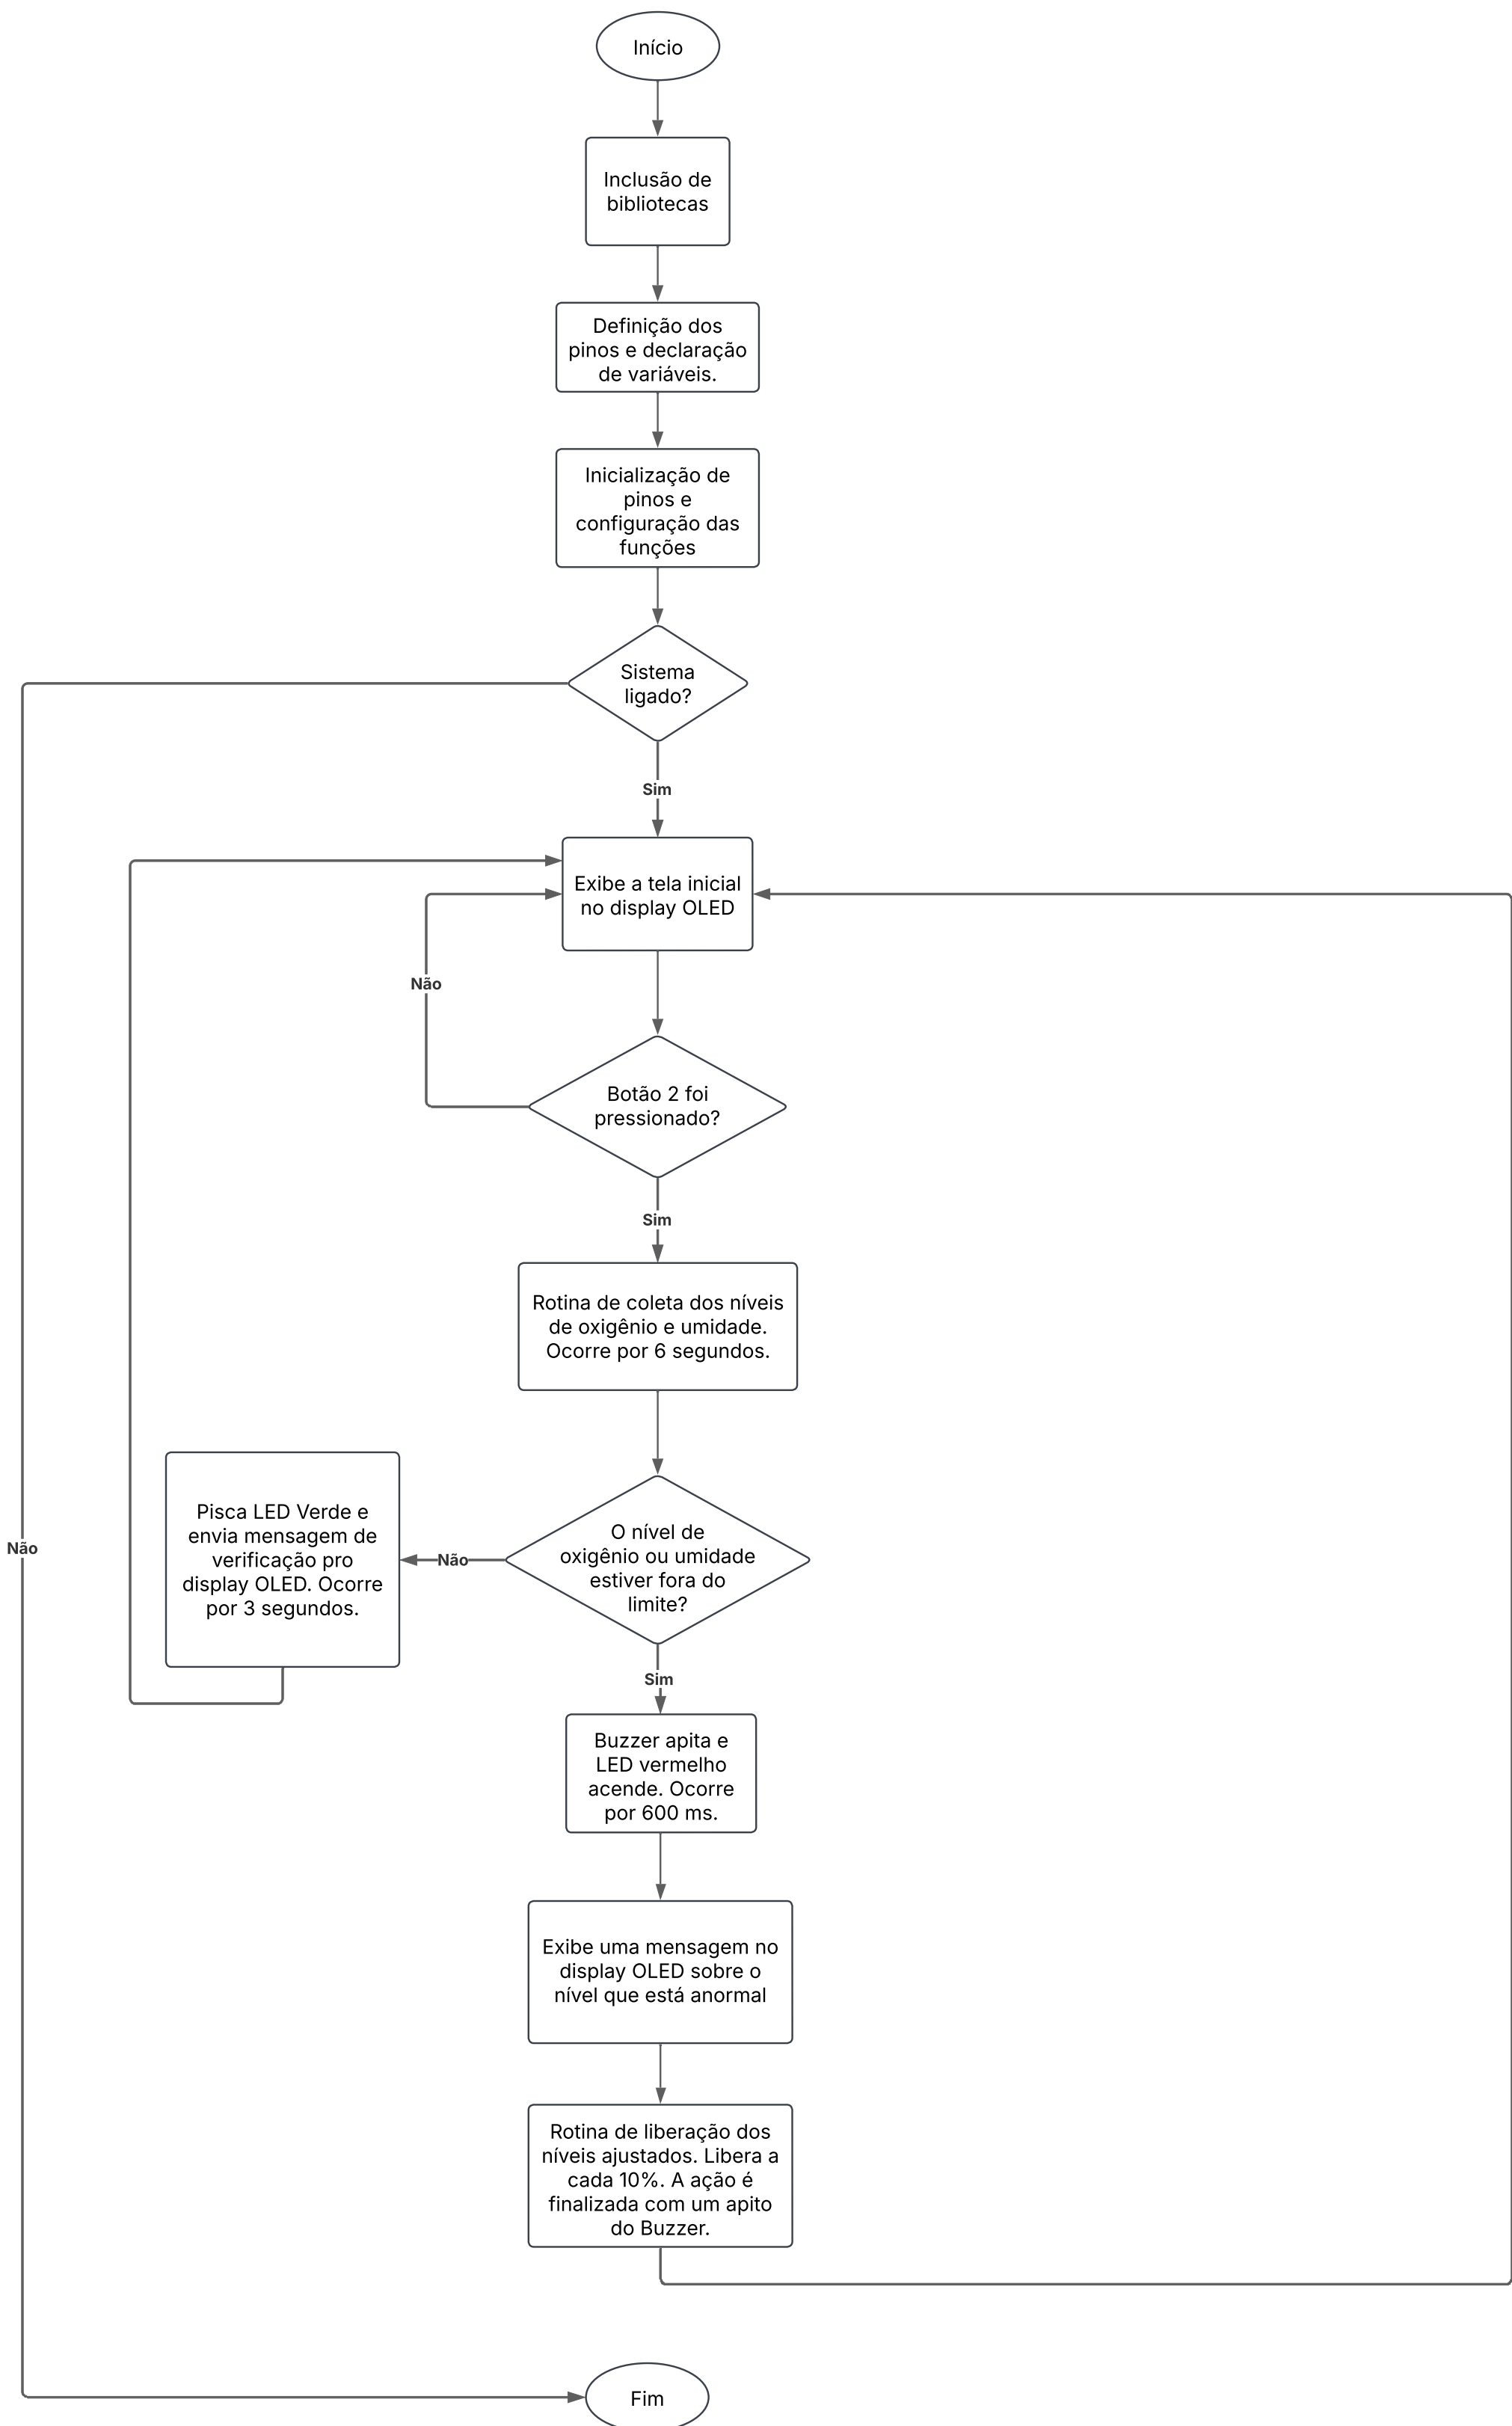 Início
Inclusão de
bibliotecas
Definição dos
pinos e declaração
de variáveis.
Inicialização de
pinos e
configuração das
funções
Sistema
ligado?
Sim
Exibe a tela inicial
no display OLED
Não
Botão 2 foi
pressionado?
Sim
Rotina de coleta dos níveis
de oxigênio e umidade.
Ocorre por 6 segundos.
O nível de
oxigênio ou umidade
estiver fora do
limite?
Não
Pisca LED Verde e
envia mensagem de
verificação pro
display OLED. Ocorre
por 3 segundos.
Não
Sim
Buzzer apita e
LED vermelho
acende. Ocorre
por 600 ms.
Exibe uma mensagem no
display OLED sobre o
nível que está anormal
Rotina de liberação dos
níveis ajustados. Libera a
cada 10%. A ação é
finalizada com um apito
do Buzzer.
Fim